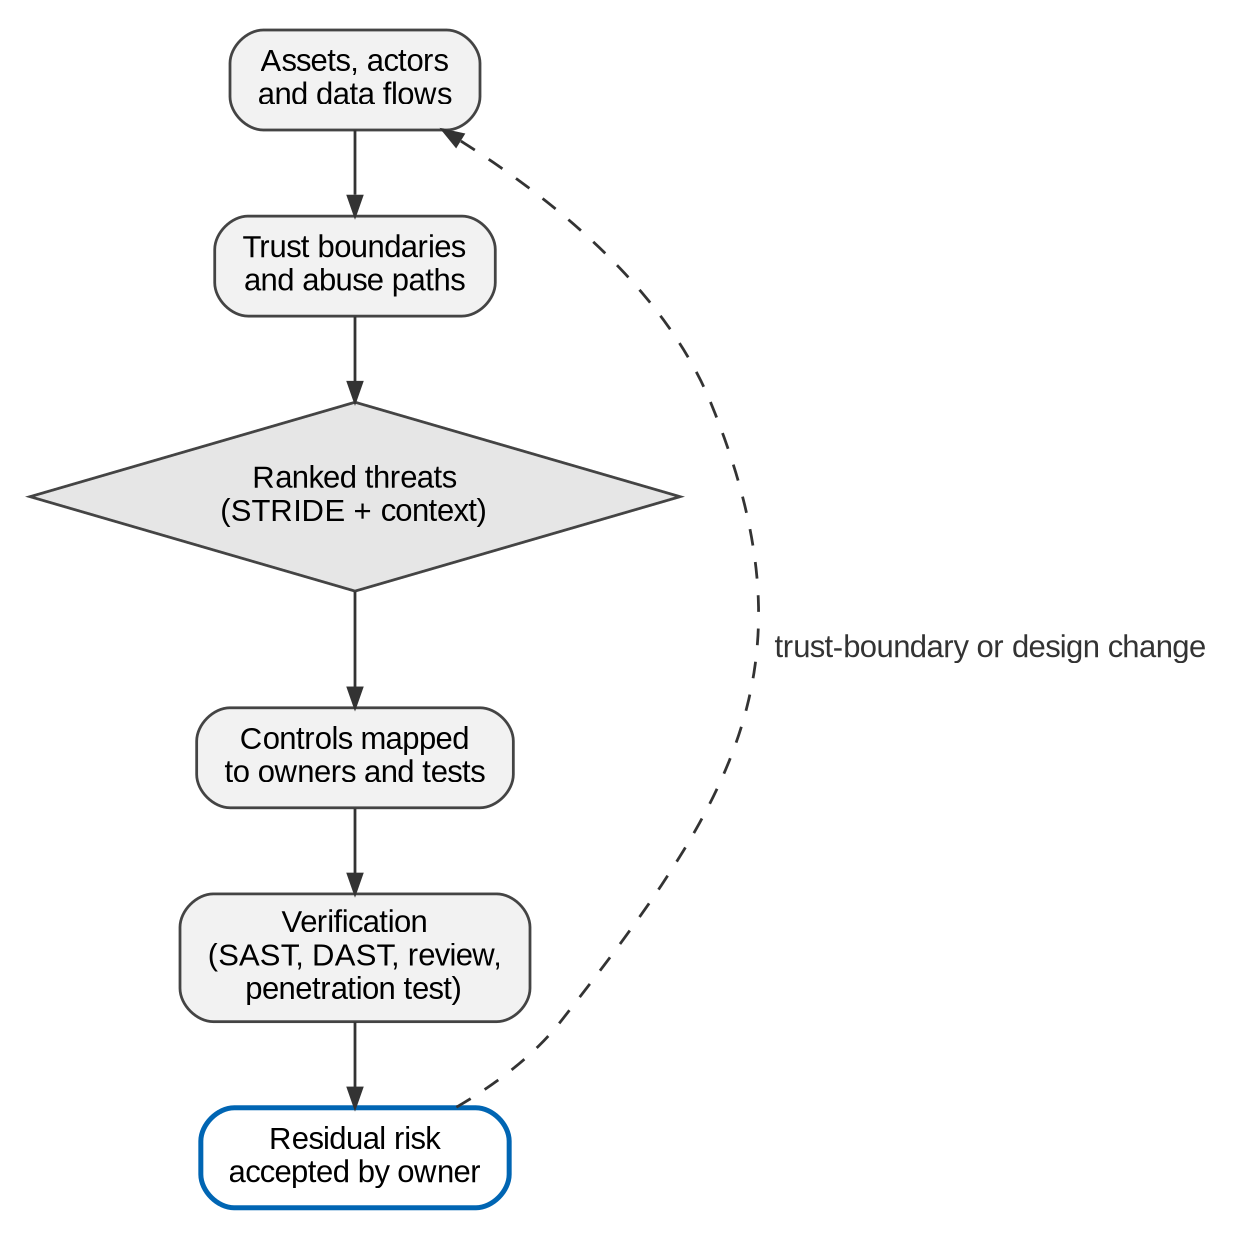 Assets, actors
and data flows
Trust boundaries
and abuse paths
Ranked threats
(STRIDE + context)
trust-boundary or design change
Controls mapped
to owners and tests
Verification
(SAST, DAST, review,
penetration test)
Residual risk
accepted by owner